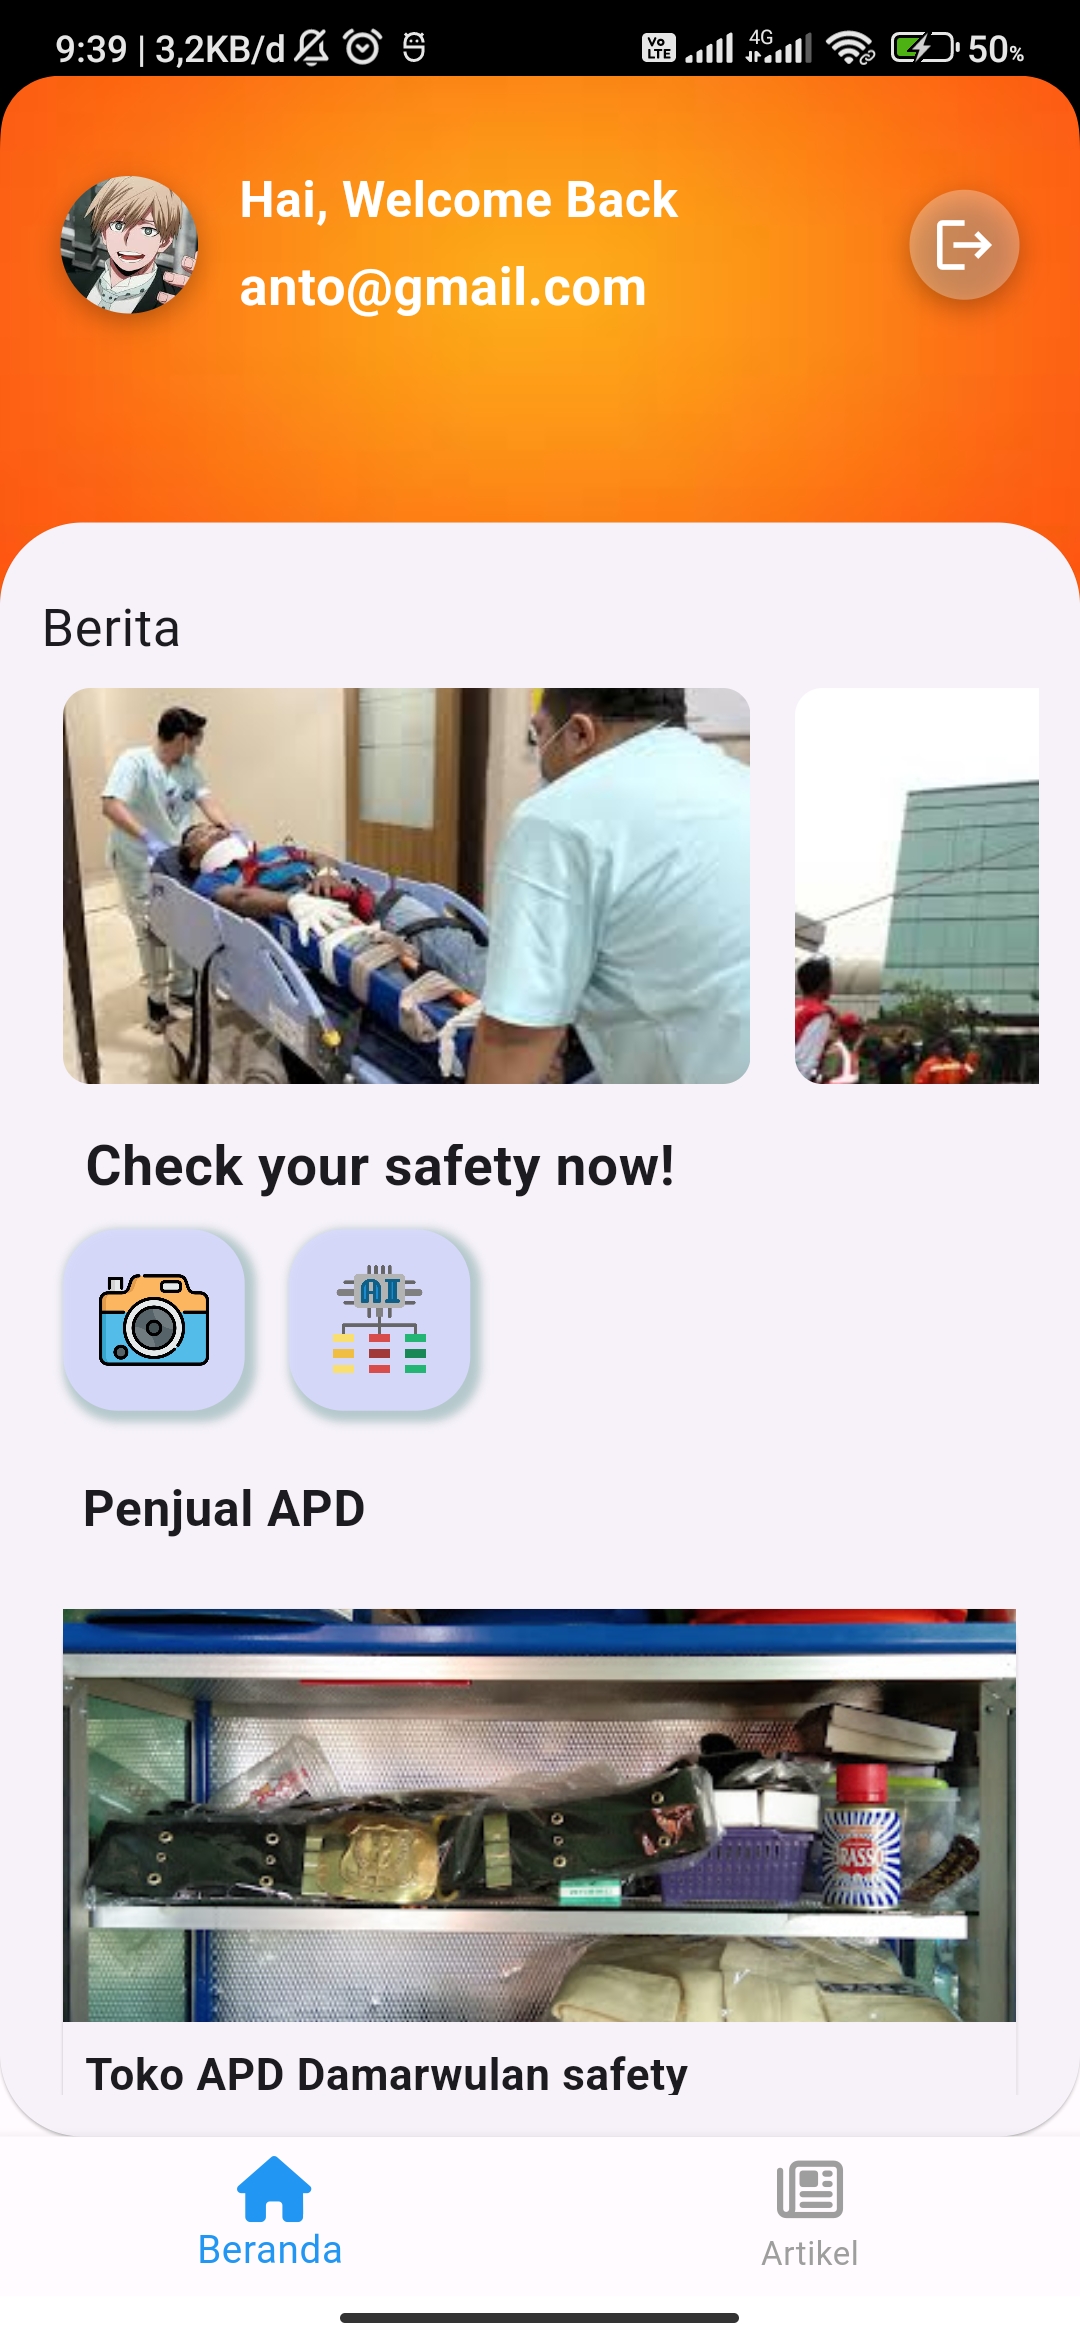 9:39 | 3,2KB/d
Vo LTE
4G
50%
Hai, Welcome Back
anto@gmail.com
Berita
Check your safety now!
AI
Penjual APD
BRASSO
Toko APD Damarwulan safety
Beranda
Artikel